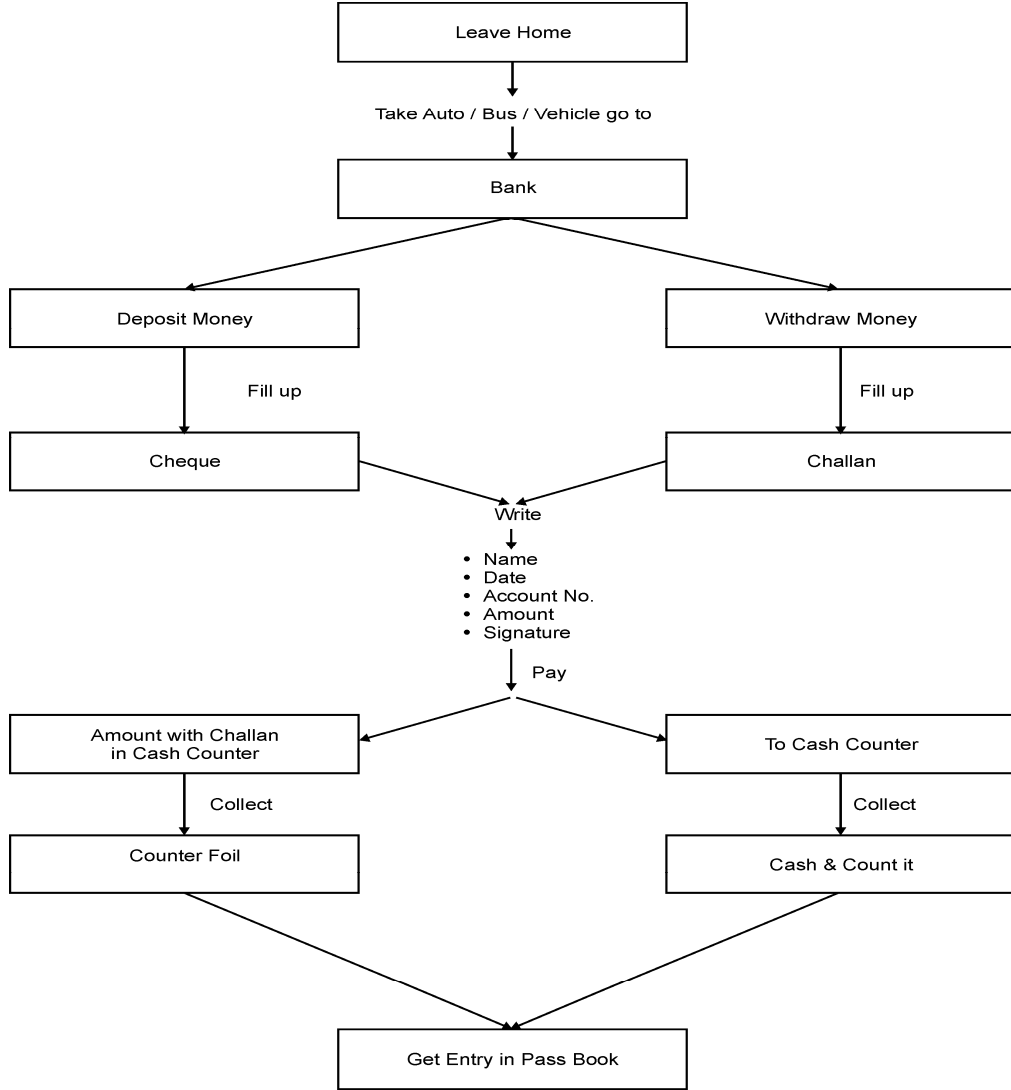 Leave Home
Take Auto / Bus / Vehicle go to
Bank
Deposit Money
Withdraw Money
Fill up
Fill up
Cheque
Challan
Write
• Name
• Date
• Account No.
• Amount
• Signature
Pay
Amount with Challan
in Cash Counter
To Cash Counter
Collect
Collect
Counter Foil
Cash & Count it
Get Entry in Pass Book